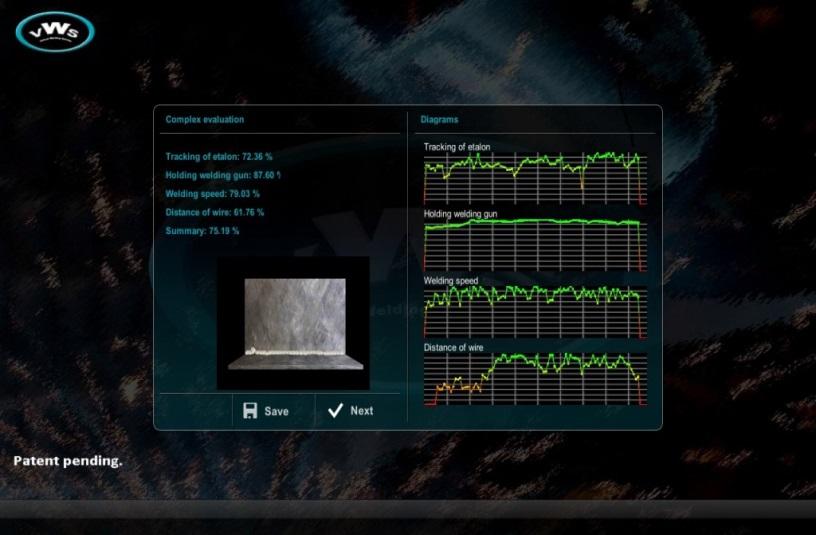 VWS
Complex evaluation
Tracking of etalon: 72.36 %
Holding welding gun: 87.60 %
Welding speed: 79.03 %
Distance of wire: 61.76 %
Summary: 75.19 %
Save
Next
Diagrams
Tracking of etalon
Holding welding gun
Welding speed
Distance of wire
Patent pending.